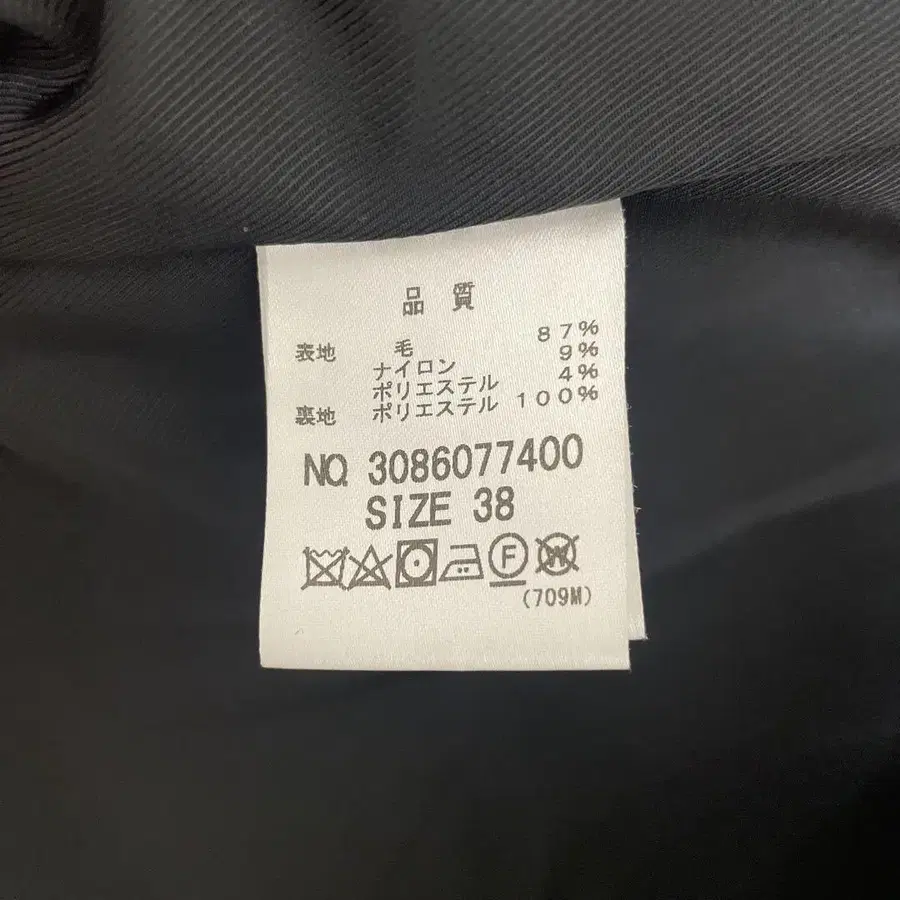 品質
表地 毛 87%
ナイロン 9%
ポリエステル 4%
裏地 ポリエステル 100%
NO. 3086077400
SIZE 38
F W
(709M)